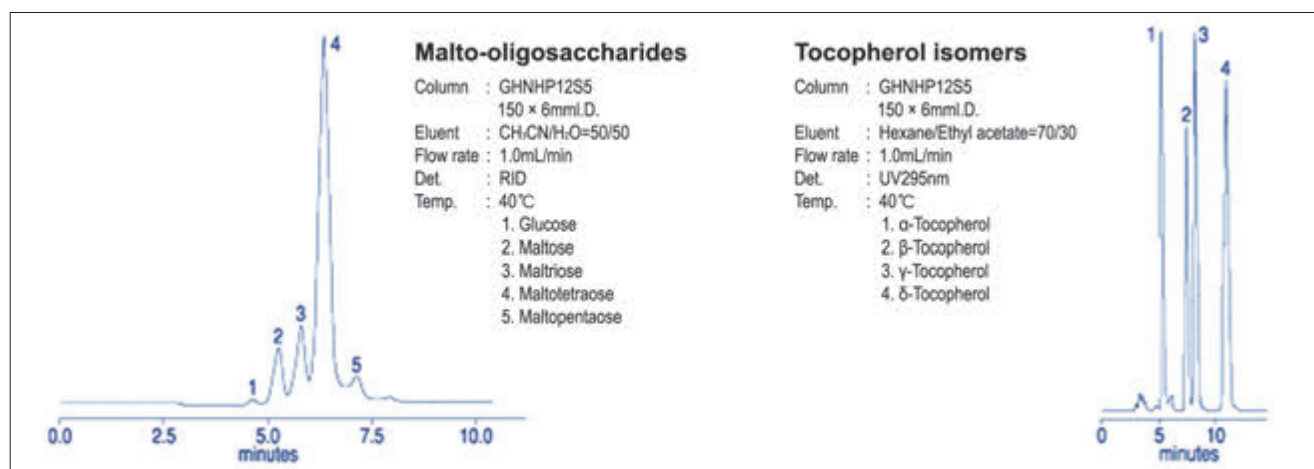 Malto-oligosaccharides
Column : GHNHP12S5
150 × 6mmI.D.
Eluent : CH₃CN/H₂O=50/50
Flow rate : 1.0mL/min
Det. : RID
Temp. : 40℃
1. Glucose
2. Maltose
3. Maltriose
4. Maltotetraose
5. Maltopentaose
4
3
2
1
5
0.0 2.5 5.0 7.5 10.0
minutes
Tocopherol isomers
Column : GHNHP12S5
150 × 6mmI.D.
Eluent : Hexane/Ethyl acetate=70/30
Flow rate : 1.0mL/min
Det. : UV295nm
Temp. : 40℃
1. α-Tocopherol
2. β-Tocopherol
3. γ-Tocopherol
4. δ-Tocopherol
1 3
4
2
0 5 10
minutes